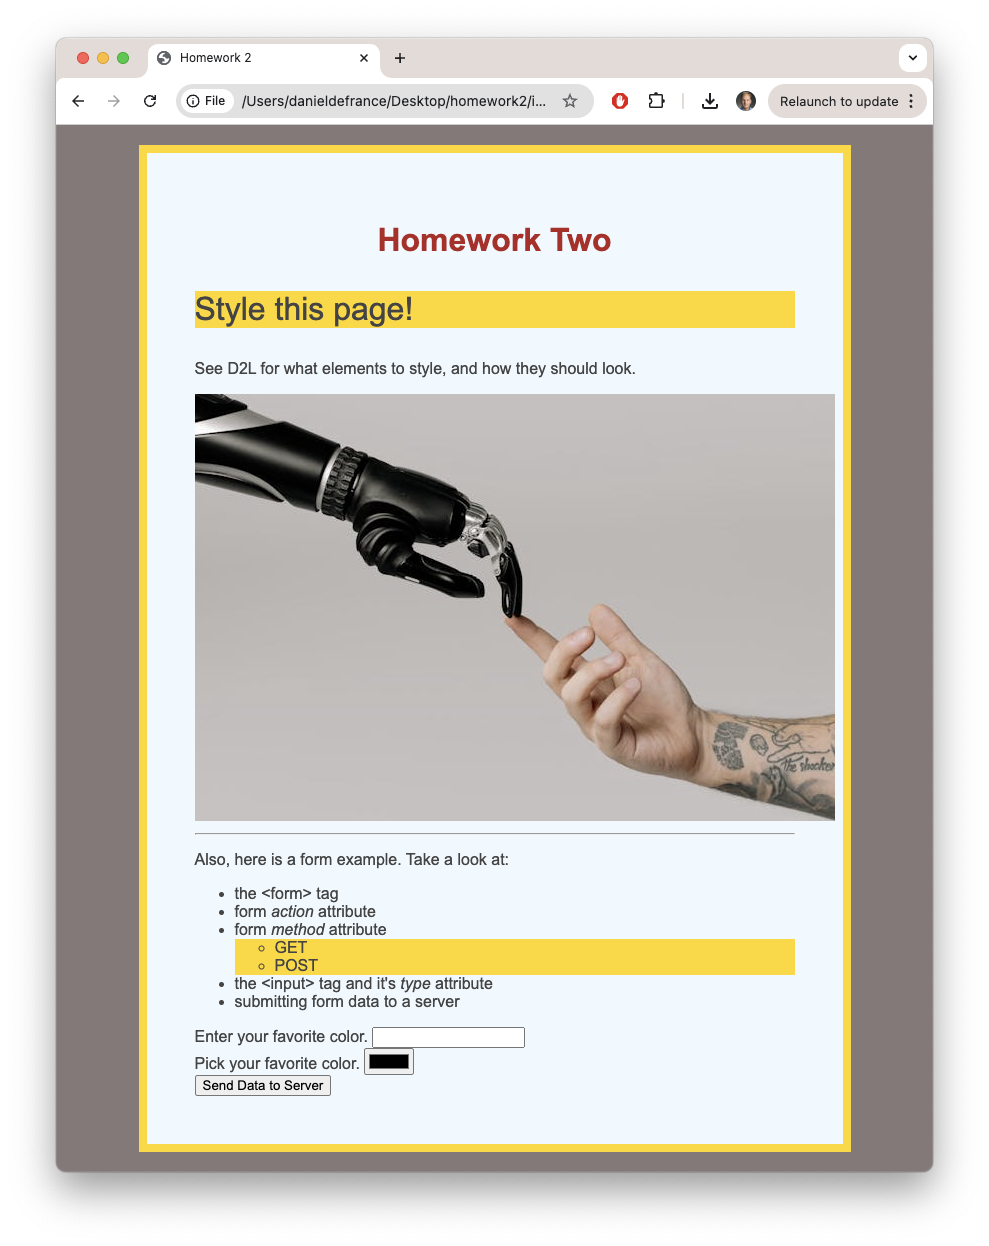 Homework 2
File
/Users/danieldefrance/Desktop/homework2/i...
Relaunch to update
Homework Two
Style this page!
See D2L for what elements to style, and how they should look.
The shocker
Also, here is a form example. Take a look at:
the <form> tag
form action attribute
form method attribute
GET
POST
the <input> tag and it's type attribute
submitting form data to a server
Enter your favorite color.
Pick your favorite color.
Send Data to Server